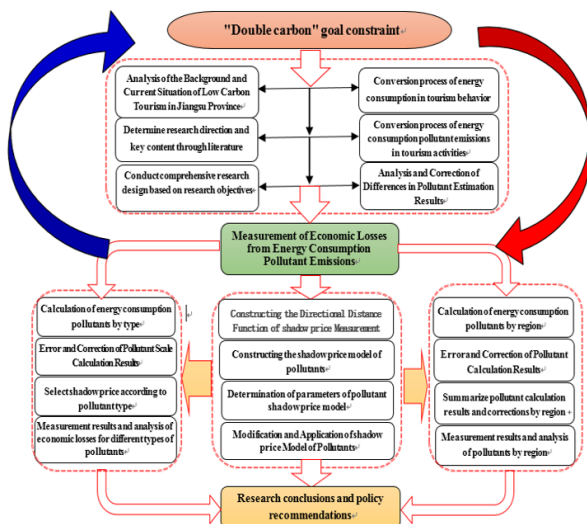 "Double carbon" goal constraint
Analysis of the Background and
Current Situation of Low Carbon
Tourism in Jiangsu Province
Conversion process of energy
consumption in tourism behavior
Determine research direction and
key content through literature
Conversion process of energy
consumption pollutant emissions
in tourism activities
Conduct comprehensive research
design based on research objectives
Analysis and Correction of
Differences in Pollutant Estimation
Results
Measurement of Economic Losses
from Energy Consumption
Pollutant Emissions
Calculation of energy consumption
pollutants by type
Error and Correction of Pollutant Scale
Calculation Results
Select shadow price according to
pollutant type
Measurement results and analysis of
economic losses for different types of
pollutants
Constructing the Directional Distance
Function of shadow price Measurement
Constructing the shadow price model of
pollutants
Determination of parameters of pollutant
shadow price model
Modification and Application of shadow
price Model of Pollutants
Calculation of energy consumption
pollutants by region
Error and Correction of Pollutant
Calculation Results
Summarize pollutant calculation
results and corrections by region
Measurement results and analysis
of pollutants by region
Research conclusions and policy
recommendations